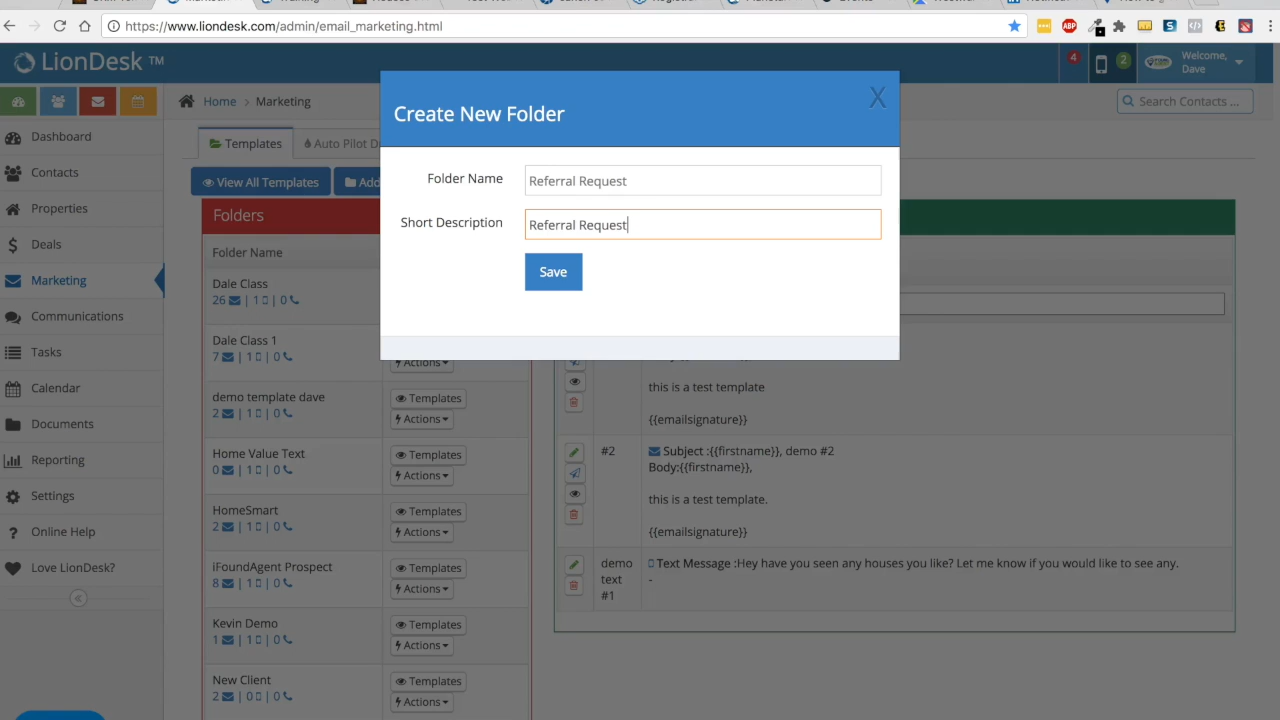 https://www.liondesk.com/admin/email_marketing.html
LionDesk ™
4
2
Welcome,
Dave
Home > Marketing
Search Contacts ...
Dashboard
Contacts
Properties
Deals
Marketing
Communications
Tasks
Calendar
Documents
Reporting
Settings
Online Help
Love LionDesk?
Templates
Auto Pilot
View All Templates
Add
Folders
Folder Name
Dale Class
26 | 1 | 0
Dale Class 1
7 | 1 | 0
Actions
demo template dave
2 | 1 | 0
Templates
Actions
Home Value Text
0 | 1 | 0
Templates
Actions
HomeSmart
2 | 1 | 0
Templates
Actions
iFoundAgent Prospect
8 | 1 | 0
Templates
Actions
Kevin Demo
1 | 1 | 0
Templates
Actions
New Client
2 | 0 | 0
Templates
Actions
Create New Folder
X
Folder Name
Referral Request
Short Description
Referral Request
Save
this is a test template
{{emailsignature}}
#2
Subject :{{firstname}}, demo #2
Body:{{firstname}},
this is a test template.
{{emailsignature}}
demo
text
#1
Text Message :Hey have you seen any houses you like? Let me know if you would like to see any.
-